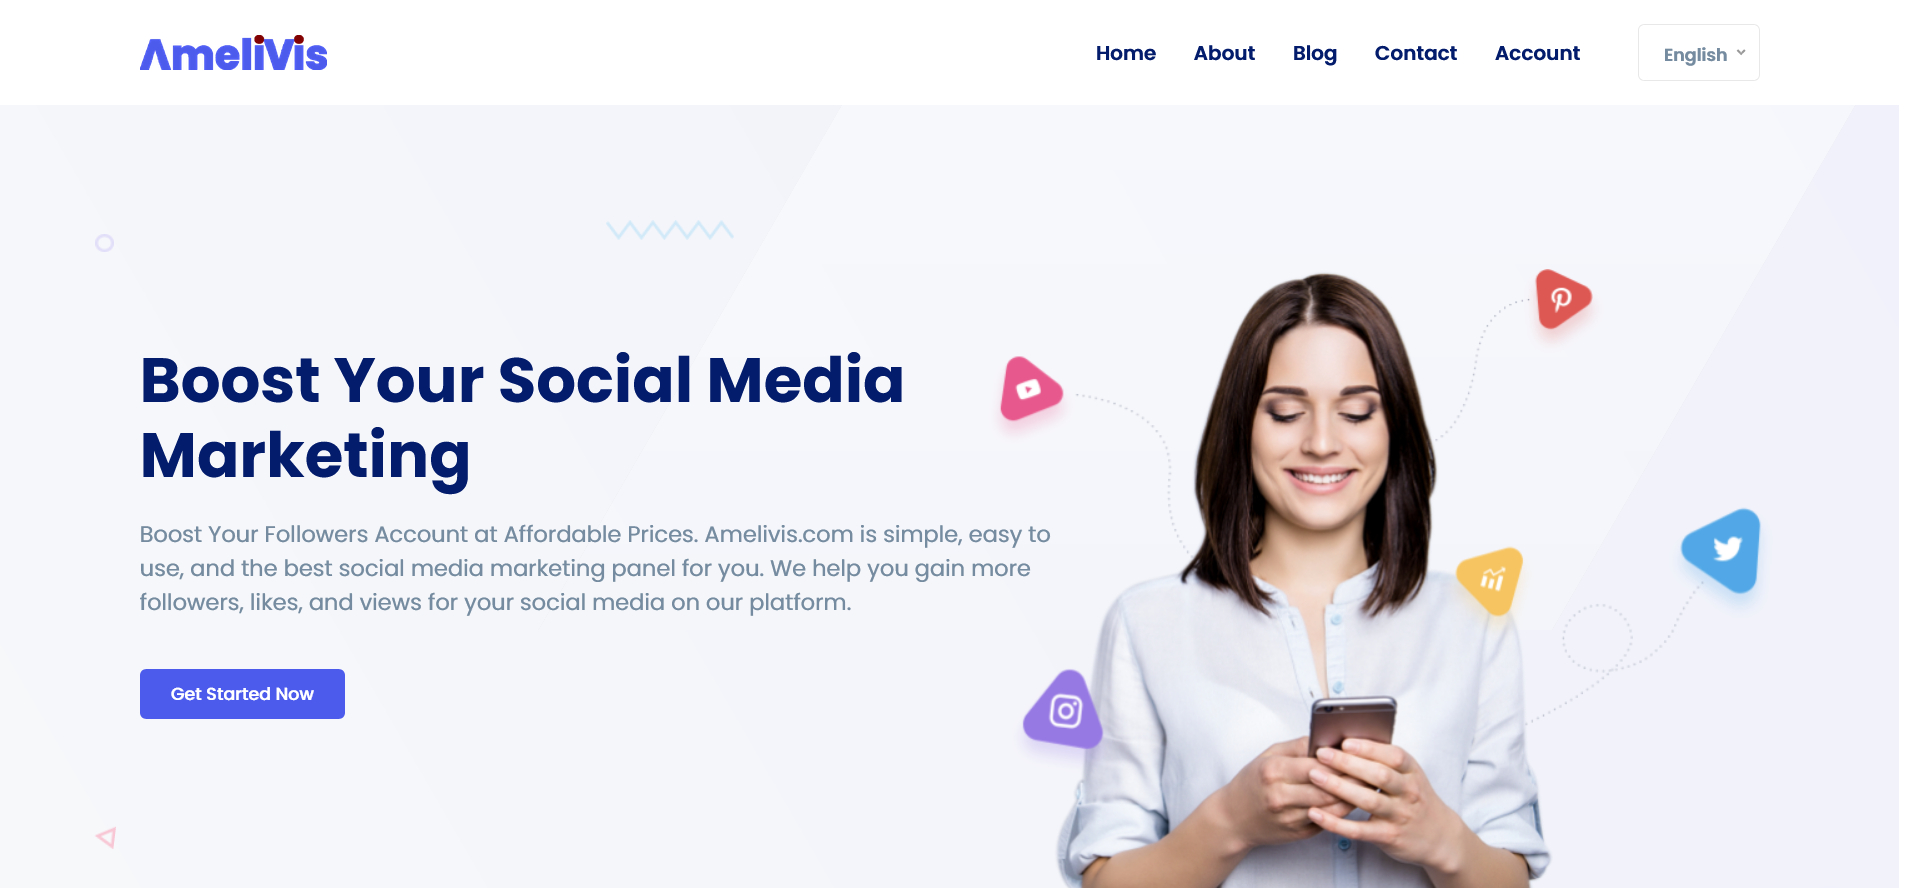 AmeliVis
Home About Blog Contact Account English
Boost Your Social Media
Marketing
Boost Your Followers Account at Affordable Prices. Amelivis.com is simple, easy to
use, and the best social media marketing panel for you. We help you gain more
followers, likes, and views for your social media on our platform.
Get Started Now